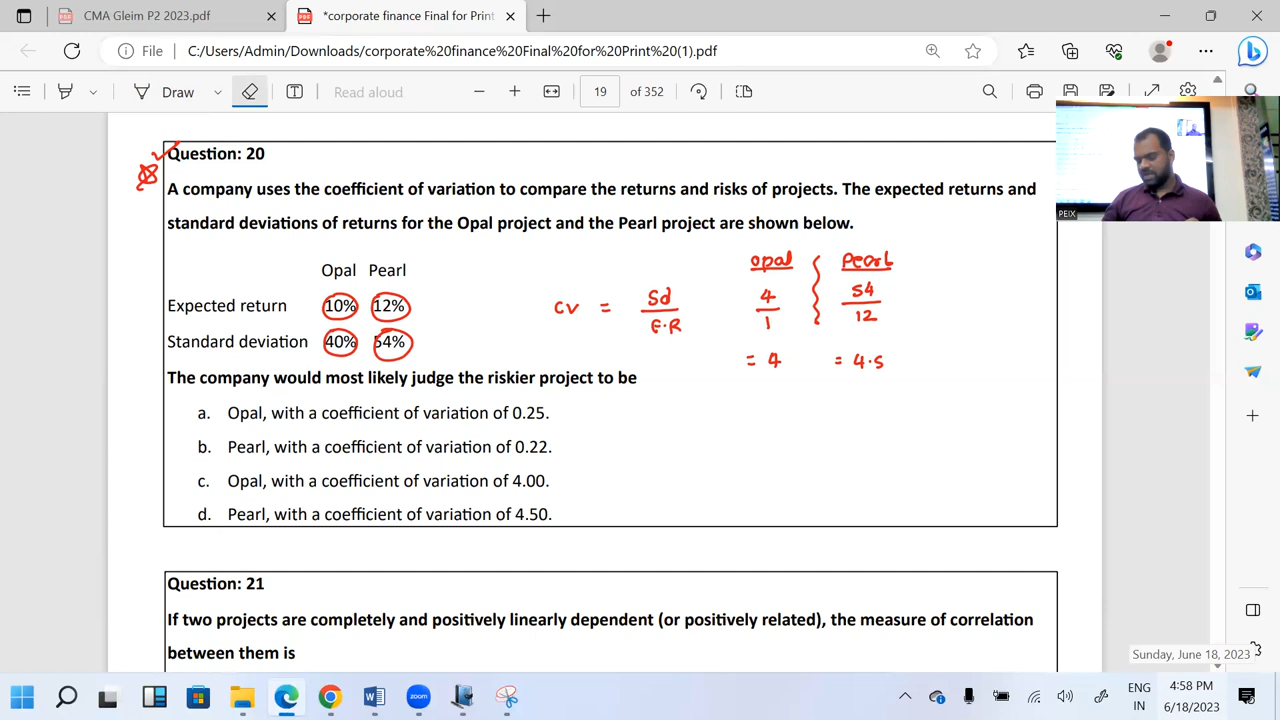 CMA Gleim P2 2023.pdf
*corporate finance Final for Print
File
C:/Users/Admin/Downloads/corporate%20finance%20Final%20for%20Print%20(1).pdf
Draw
Read aloud
19 of 352
PEIX
Question: 20
A company uses the coefficient of variation to compare the returns and risks of projects. The expected returns and
standard deviations of returns for the Opal project and the Pearl project are shown below.
Opal Pearl
Expected return 10% 12%
Standard deviation 40% 54%
opal Pearl
cv = Sd / E.R
4 / 1
54 / 12
= 4 = 4.5
The company would most likely judge the riskier project to be
a. Opal, with a coefficient of variation of 0.25.
b. Pearl, with a coefficient of variation of 0.22.
c. Opal, with a coefficient of variation of 4.00.
d. Pearl, with a coefficient of variation of 4.50.
Question: 21
If two projects are completely and positively linearly dependent (or positively related), the measure of correlation
between them is
Sunday, June 18, 2023
zoom
ENG
IN
4:58 PM
6/18/2023